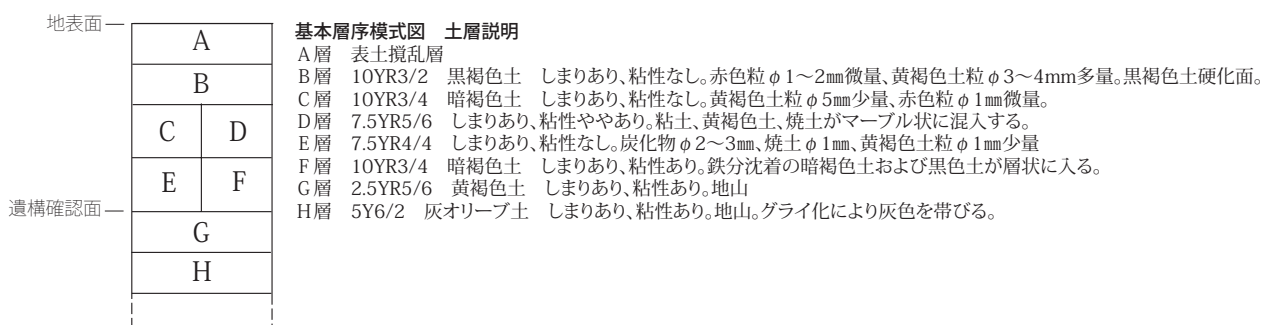 地表面
A
B
C D
E F
遺構確認面
G
H
基本層序模式図　土層説明
A層　表土撹乱層
B層　10YR3/2　黒褐色土　しまりあり、粘性なし。赤色粒φ1〜2㎜微量、黄褐色土粒φ3〜4mm多量。黒褐色土硬化面。
C層　10YR3/4　暗褐色土　しまりあり、粘性なし。黄褐色土粒φ5㎜少量、赤色粒φ1㎜微量。
D層　7.5YR5/6　しまりあり、粘性ややあり。粘土、黄褐色土、焼土がマーブル状に混入する。
E層　7.5YR4/4　しまりあり、粘性なし。炭化物φ2〜3㎜、焼土φ1㎜、黄褐色土粒φ1㎜少量
F層　10YR3/4　暗褐色土　しまりあり、粘性あり。鉄分沈着の暗褐色土および黒色土が層状に入る。
G層　2.5YR5/6　黄褐色土　しまりあり、粘性あり。地山
H層　5Y6/2　灰オリーブ土　しまりあり、粘性あり。地山。グライ化により灰色を帯びる。